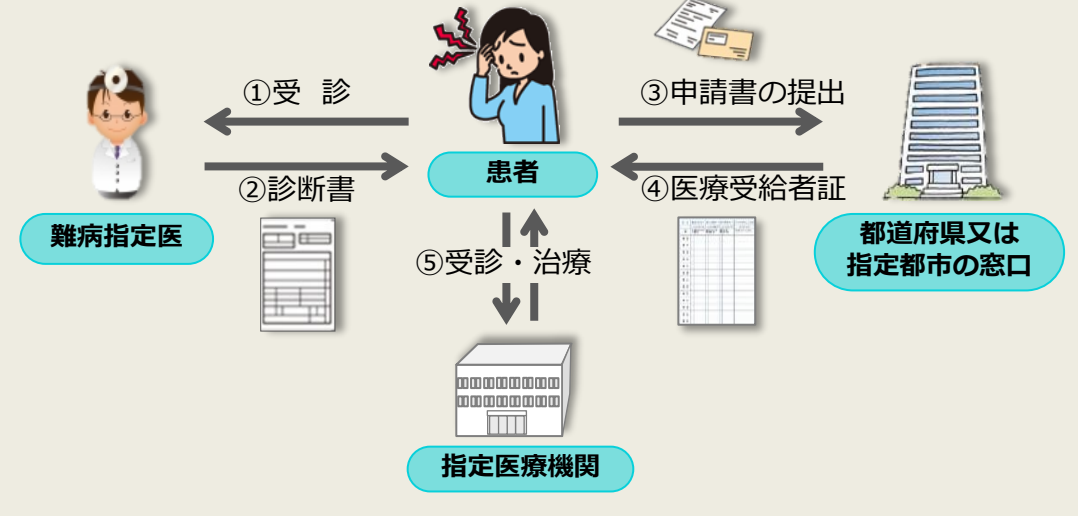 ①受 診
③申請書の提出
②診断書
患者
④医療受給者証
難病指定医
都道府県又は
指定都市の窓口
⑤受診・治療
指定医療機関